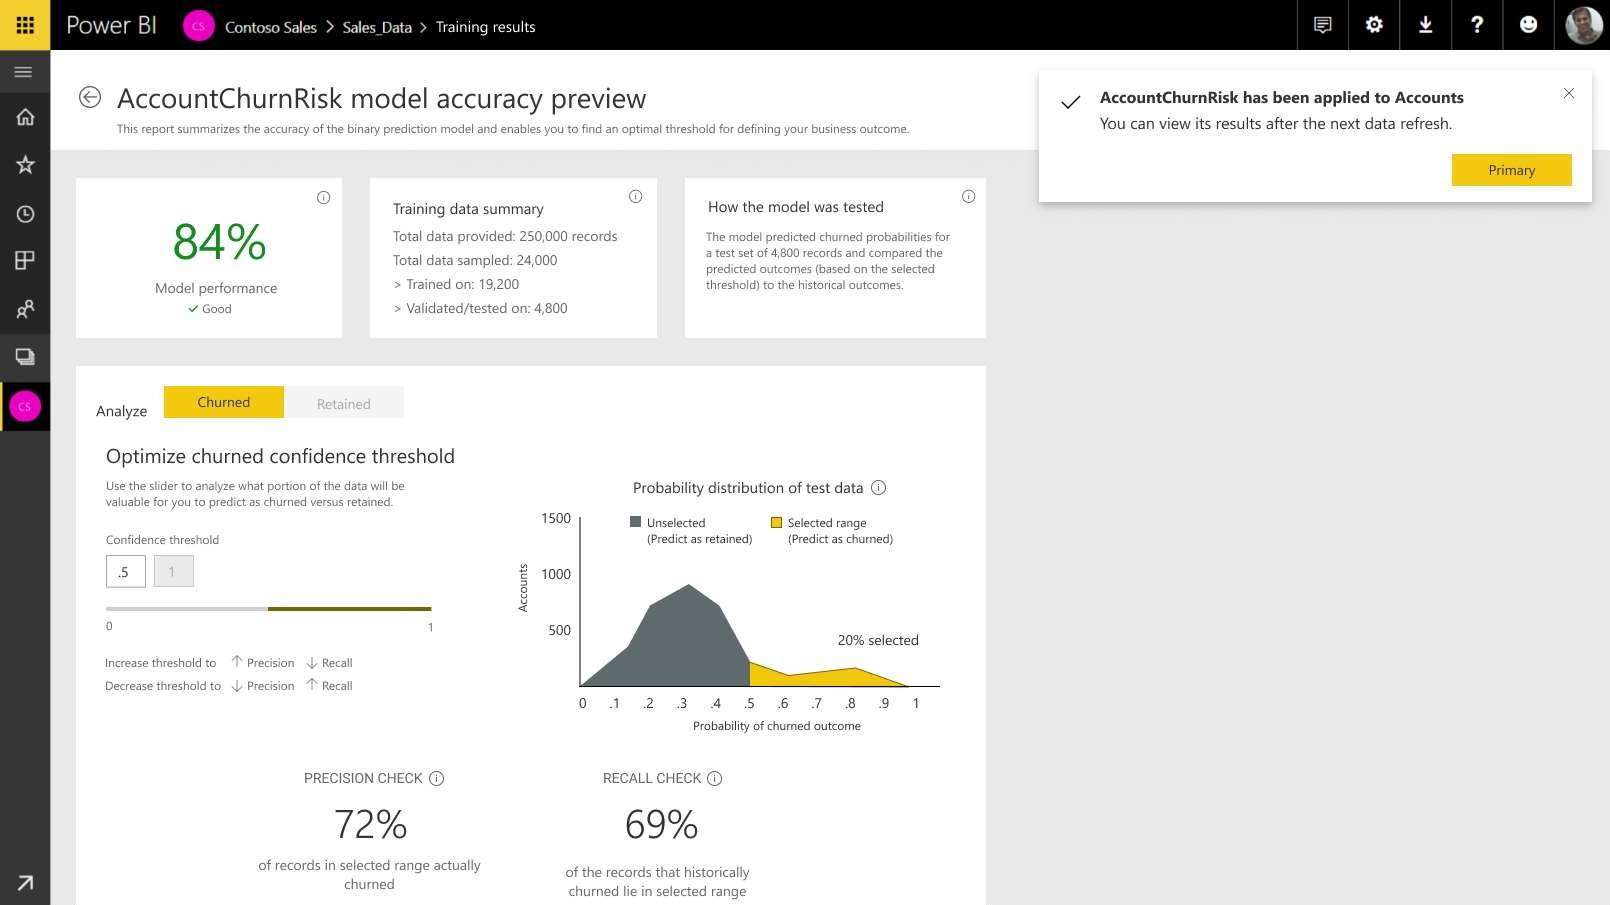 Power BI
CS
Contoso Sales > Sales_Data > Training results
?
AccountChurnRisk model accuracy preview
This report summarizes the accuracy of the binary prediction model and enables you to find an optimal threshold for defining your business outcome.
AccountChurnRisk has been applied to Accounts
You can view its results after the next data refresh.
Primary
84%
Model performance
Good
Training data summary
Total data provided: 250,000 records
Total data sampled: 24,000
> Trained on: 19,200
> Validated/tested on: 4,800
How the model was tested
The model predicted churned probabilities for
a test set of 4,800 records and compared the
predicted outcomes (based on the selected
threshold) to the historical outcomes.
CS
Analyze
Churned
Retained
Optimize churned confidence threshold
Use the slider to analyze what portion of the data will be
valuable for you to predict as churned versus retained.
Confidence threshold
.5 1
0 1
Increase threshold to ↑ Precision ↓ Recall
Decrease threshold to ↓ Precision ↑ Recall
Probability distribution of test data
Unselected
(Predict as retained)
Selected range
(Predict as churned)
1500
1000
500
Accounts
20% selected
0 .1 .2 .3 .4 .5 .6 .7 .8 .9 1
Probability of churned outcome
PRECISION CHECK
72%
of records in selected range actually
churned
RECALL CHECK
69%
of the records that historically
churned lie in selected range